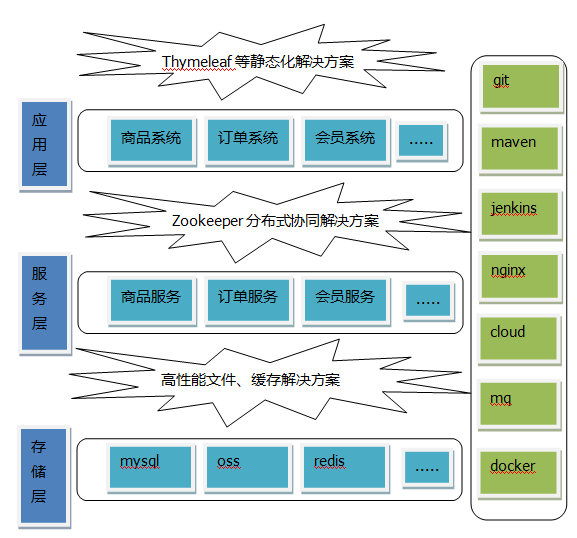 Thymeleaf 等静态化解决方案
应
用
层
商品系统
订单系统
会员系统
.....
Zookeeper 分布式协同解决方案
服
务
层
商品服务
订单服务
会员服务
.....
高性能文件、缓存解决方案
存
储
层
mysql
oss
redis
.....
git
maven
jenkins
nginx
cloud
mq
docker